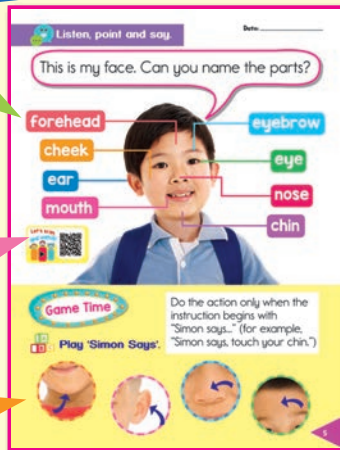 Listen, point and say.
Date:
This is my face. Can you name the parts?
forehead
eyebrow
cheek
eye
ear
nose
mouth
chin
Let's scan
Game Time
Do the action only when the
instruction begins with
"Simon says..." (for example,
"Simon says, touch your chin.")
Play 'Simon Says'.
5